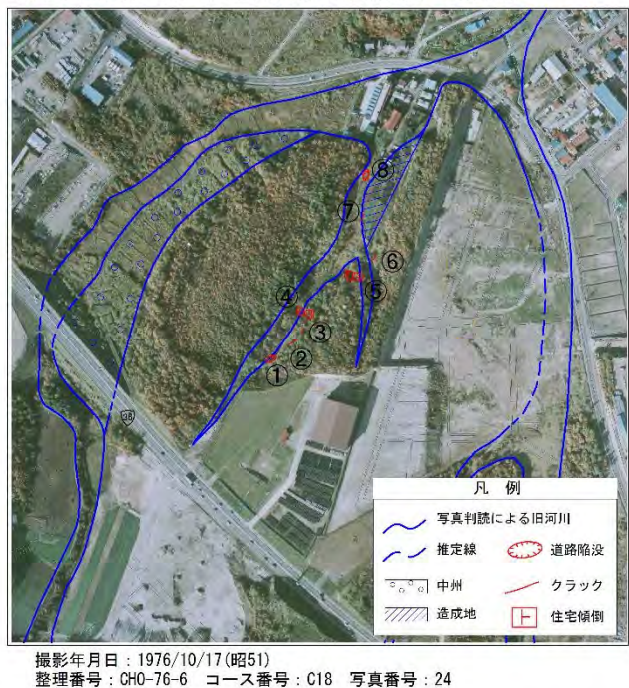 ⑧
⑦
⑥
⑤
④
③
②
①
38
凡 例
写真判読による旧河川
推定線
道路陥没
中州
クラック
造成地
住宅傾倒
撮影年月日：1976/10/17(昭51)
整理番号：CHO-76-6 コース番号：C18 写真番号：24